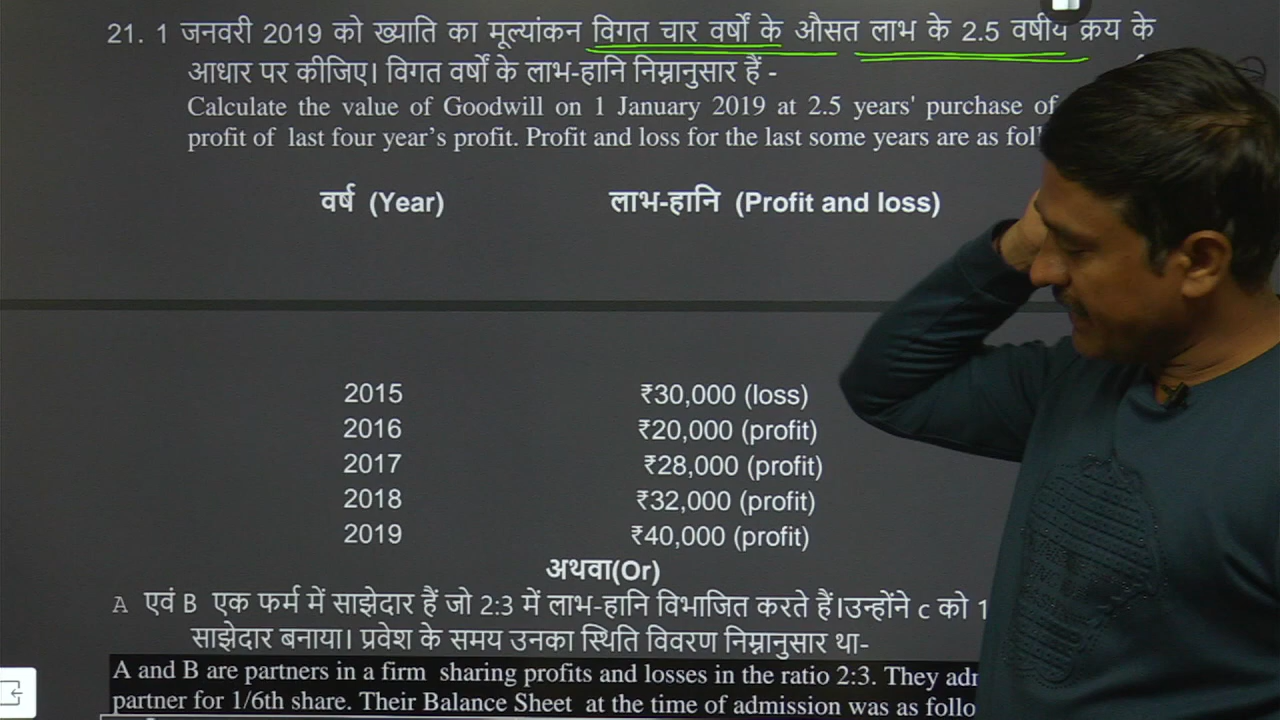 21. 1 जनवरी 2019 को ख्याति का मूल्यांकन विगत चार वर्षों के औसत लाभ के 2.5 वर्षीय क्रय के
आधार पर कीजिए। विगत वर्षों के लाभ-हानि निम्नानुसार हैं -
Calculate the value of Goodwill on 1 January 2019 at 2.5 years' purchase of
profit of last four year's profit. Profit and loss for the last some years are as
वर्ष (Year) लाभ-हानि (Profit and loss)
2015 ₹30,000 (loss)
2016 ₹20,000 (profit)
2017 ₹28,000 (profit)
2018 ₹32,000 (profit)
2019 ₹40,000 (profit)
अथवा(Or)
A एवं B एक फर्म में साझेदार हैं जो 2:3 में लाभ-हानि विभाजित करते हैं।उन्होंने c को
साझेदार बनाया। प्रवेश के समय उनका स्थिति विवरण निम्नानुसार था-
A and B are partners in a firm sharing profits and losses in the ratio 2:3. They
partner for 1/6th share. Their Balance Sheet at the time of admission was as